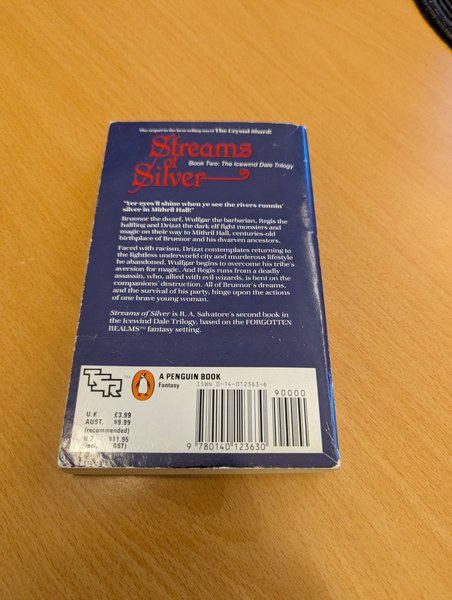 The sequel to the best-selling novel The Crystal Shard!
Streams
of
Silver
Book Two: The Icewind Dale Trilogy
"Yer eyes'll shine when ye see the rivers runnin'
silver in Mithril Hall!"
Bruenor the dwarf, Wulfgar the barbarian, Regis the
halfling and Drizzt the dark elf fight monsters and
magic on their way to Mithril Hall, centuries-old
birthplace of Bruenor and his dwarven ancestors.
Faced with racism, Drizzt contemplates returning to
the lightless underworld city and murderous lifestyle
he abandoned. Wulfgar begins to overcome his tribe's
aversion for magic. And Regis runs from a deadly
assassin, who, allied with evil wizards, is bent on the
companions' destruction. All of Bruenor's dreams,
and the survival of his party, hinge upon the actions
of one brave young woman.
Streams of Silver is R. A. Salvatore's second book in
the Icewind Dale Trilogy, based on the FORGOTTEN
REALMS™ fantasy setting.
TSR™
A PENGUIN BOOK
Fantasy
ISBN 0-14-012363-6
90000
U.K. £3.99
AUST. $9.99
(recommended)
N.Z. $11.95
GST)
9 780140 123630